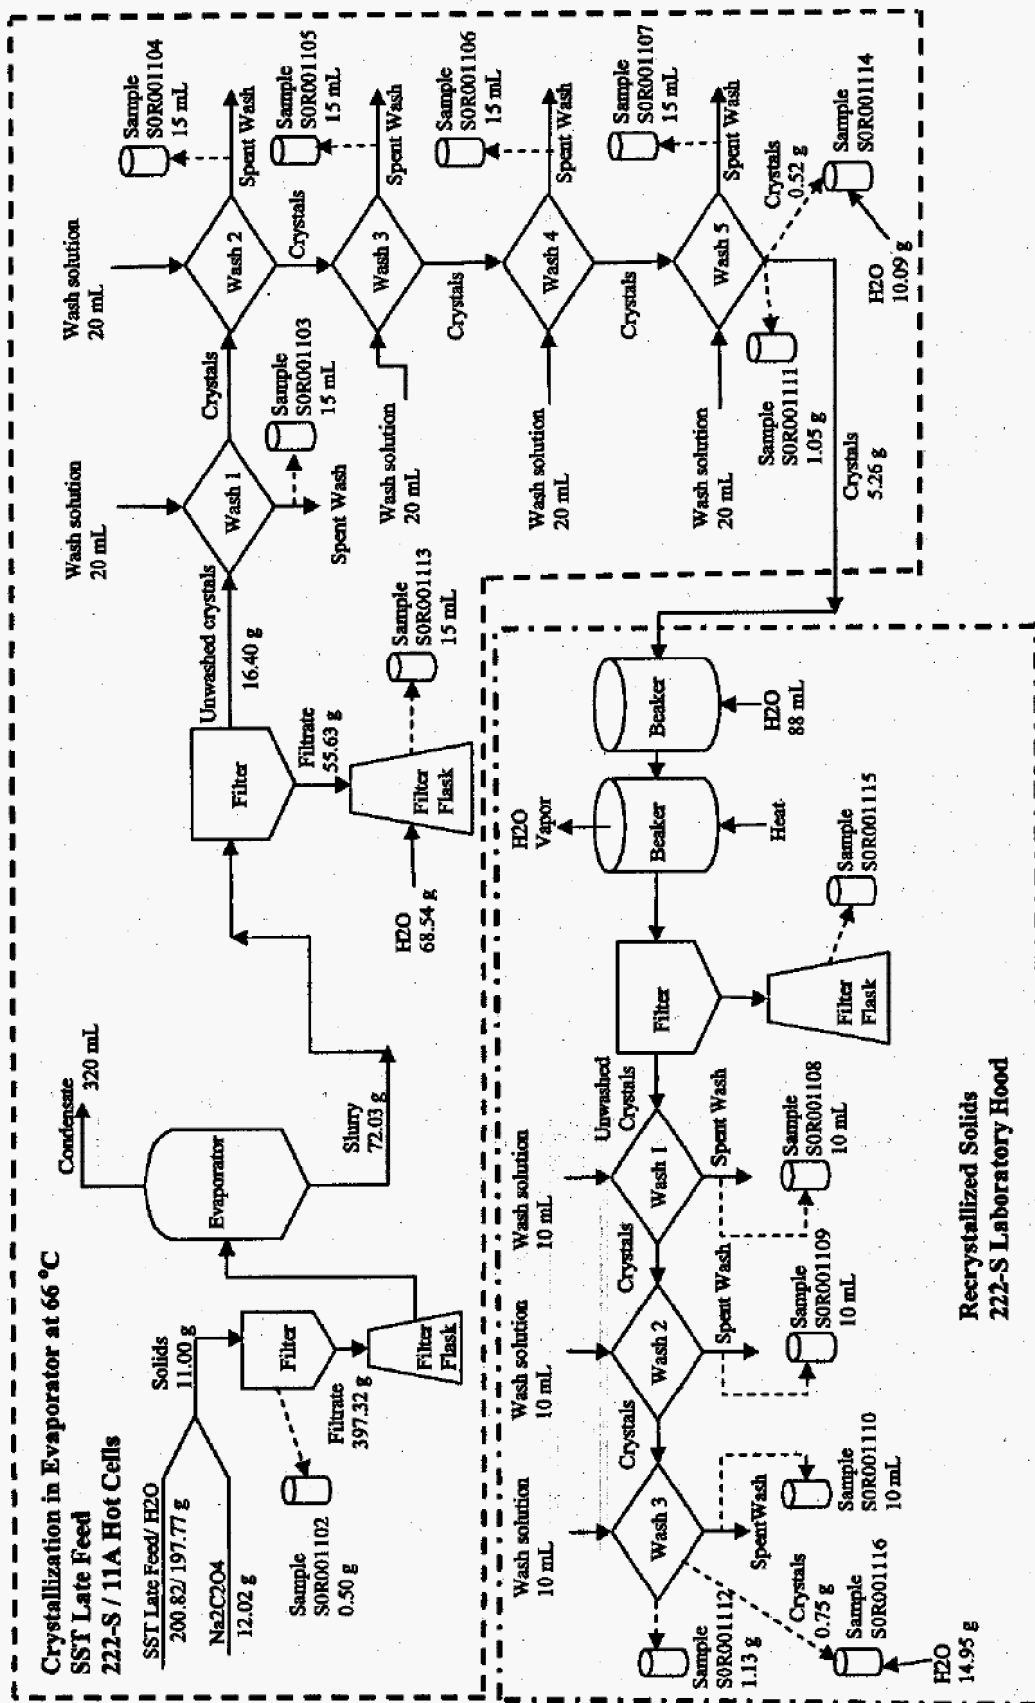 Crystallization in Evaporator at 66 °C
SST Late Feed
222-S / 11A Hot Cells
SST Late Feed/ H2O
200.82/ 197.77 g
Na2C2O4
12.02 g
Solids
11.00 g
Filter
Sample
S0R001102
0.50 g
Filtrate
397.32 g
Filter
Flask
Evaporator
Condensate
320 mL
Slurry
72.03 g
Filter
Unwashed crystals
16.40 g
Filtrate
55.63 g
H2O
68.54 g
Filter
Flask
Sample
S0R001113
15 mL
Wash solution
20 mL
Wash 1
Spent Wash
Sample
S0R001103
15 mL
Crystals
Wash solution
20 mL
Wash 2
Spent Wash
Sample
S0R001104
15 mL
Crystals
Wash solution
20 mL
Wash 3
Spent Wash
Sample
S0R001105
15 mL
Crystals
Wash solution
20 mL
Wash 4
Spent Wash
Sample
S0R001106
15 mL
Crystals
Wash solution
20 mL
Wash 5
Spent Wash
Sample
S0R001107
15 mL
Sample
S0R001111
1.05 g
Crystals
0.52 g
Sample
S0R001114
H2O
10.09 g
Crystals
5.26 g
Beaker
H2O
88 mL
Beaker
H2O
Vapor
Heat
Filter
Filter
Flask
Sample
S0R001115
Unwashed
Crystals
Wash solution
10 mL
Wash 1
Spent Wash
Sample
S0R001108
10 mL
Crystals
Wash solution
10 mL
Wash 2
Spent Wash
Sample
S0R001109
10 mL
Crystals
Wash solution
10 mL
Wash 3
SpentWash
Sample
S0R001110
10 mL
Sample
S0R001112
1.13 g
Crystals
0.75 g
Sample
S0R001116
H2O
14.95 g
Recrystallized Solids
222-S Laboratory Hood